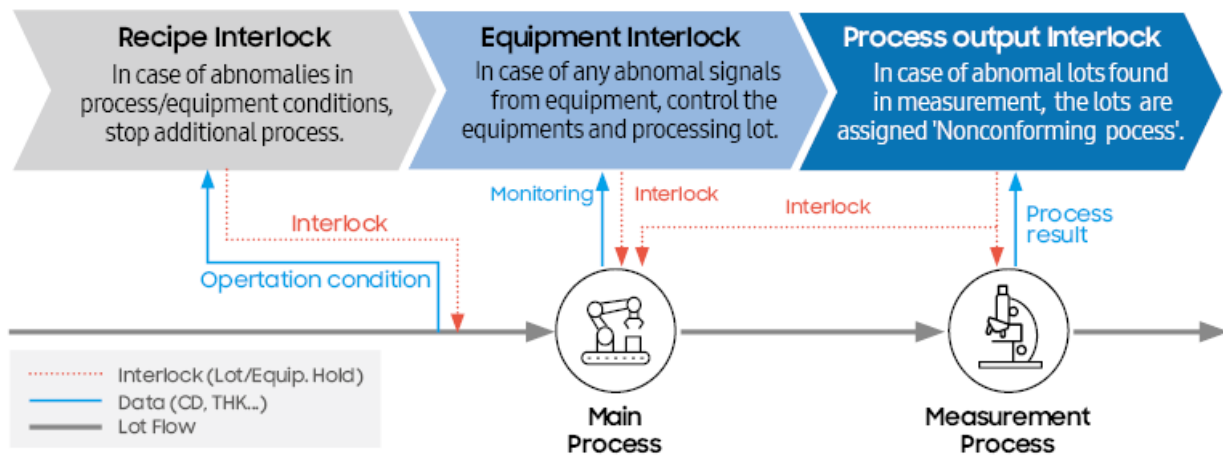 Recipe Interlock
In case of abnomalies in
process/equipment conditions,
stop additional process.
Equipment Interlock
In case of any abnomal signals
from equipment, control the
equipments and processing lot.
Process output Interlock
In case of abnomal lots found
in measurement, the lots are
assigned 'Nonconforming pocess'.
Interlock
Opertation condition
Monitoring
Interlock
Interlock
Process
result
Interlock (Lot/Equip. Hold)
Data (CD, THK...)
Lot Flow
Main
Process
Measurement
Process